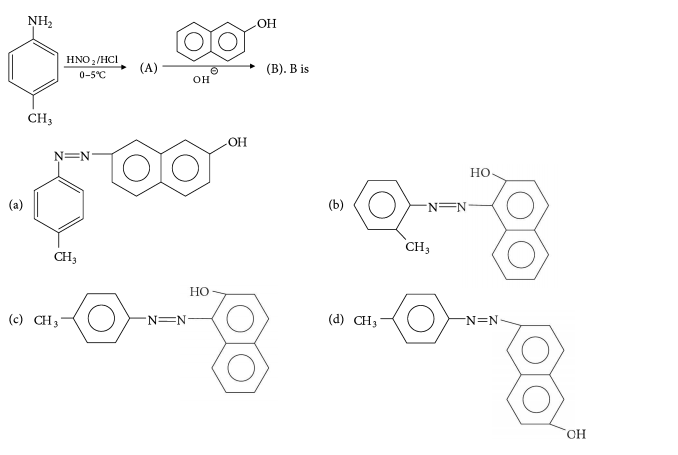 NH2
OH
HNO2/HCl
0–5°C
(A)
OH⊖
(B). B is
CH3
(a)
N=N
OH
CH3
(b)
HO
N=N
CH3
(c)
CH3
N=N
HO
(d)
CH3
N=N
OH